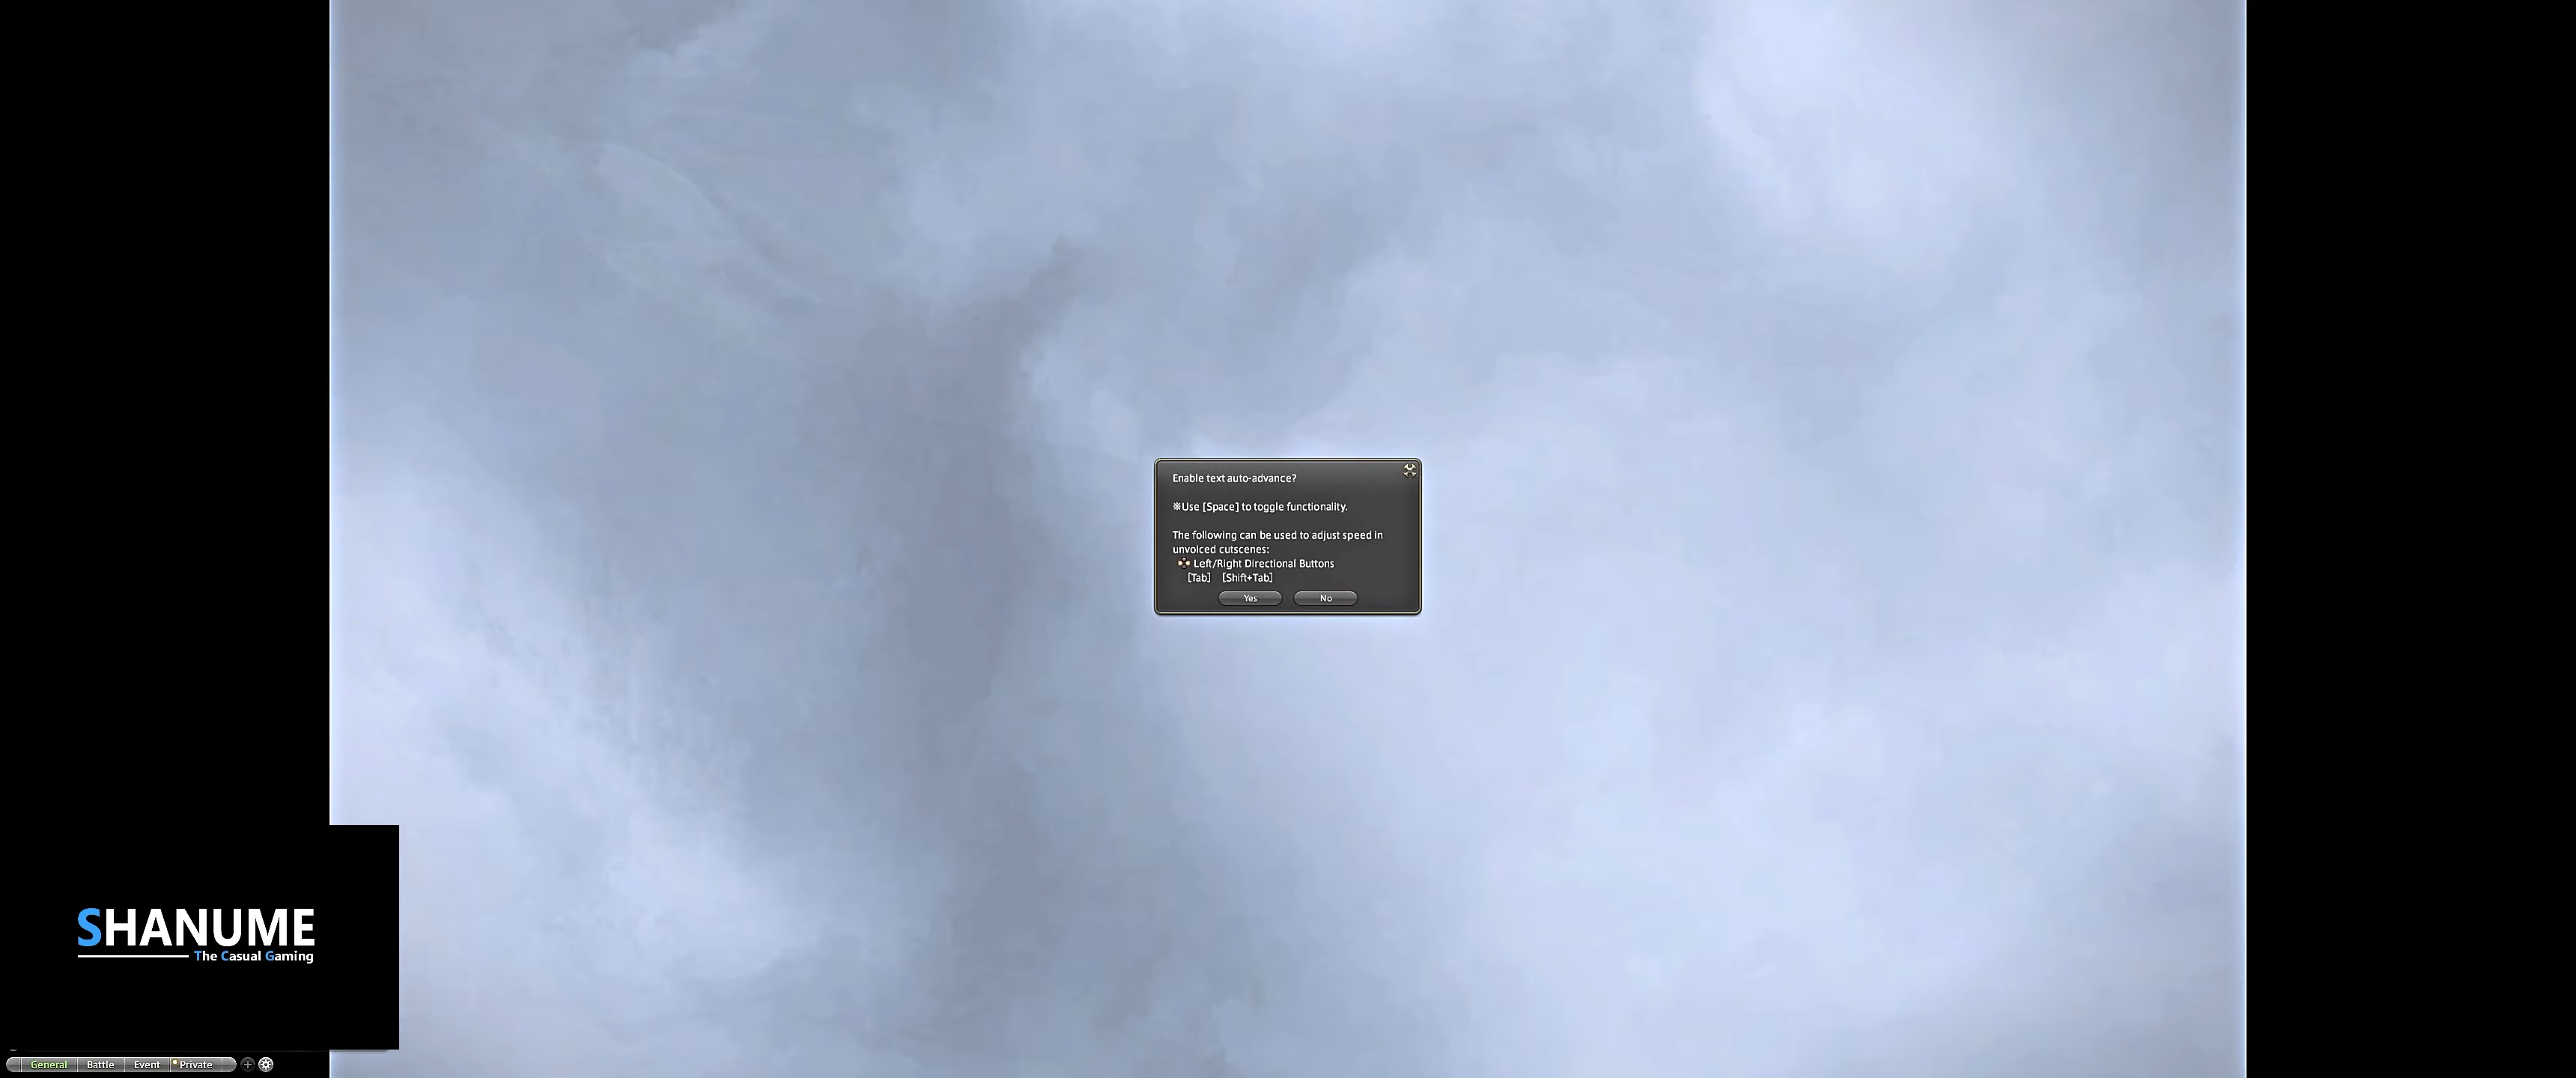 Enable text auto-advance?
※Use [Space] to toggle functionality.
The following can be used to adjust speed in
unvoiced cutscenes:
Left/Right Directional Buttons
[Tab] [Shift+Tab]
Yes No
SHANUME
The Casual Gaming
General Battle Event Private